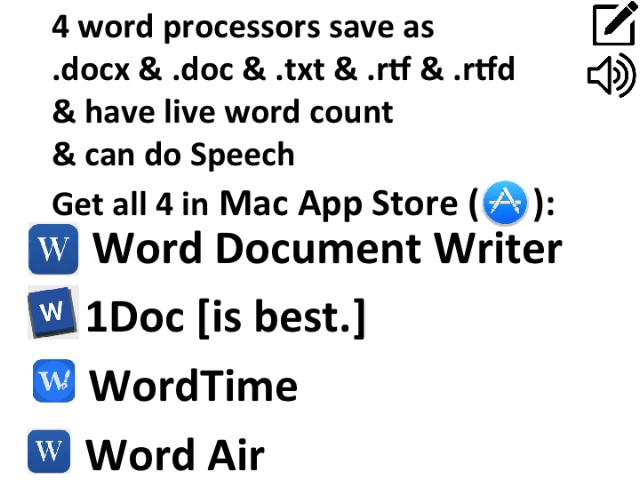 4 word processors save as
.docx & .doc & .txt & .rtf & .rtfd
& have live word count
& can do Speech
Get all 4 in Mac App Store ( ):
W Word Document Writer
W 1Doc [is best.]
W WordTime
W Word Air